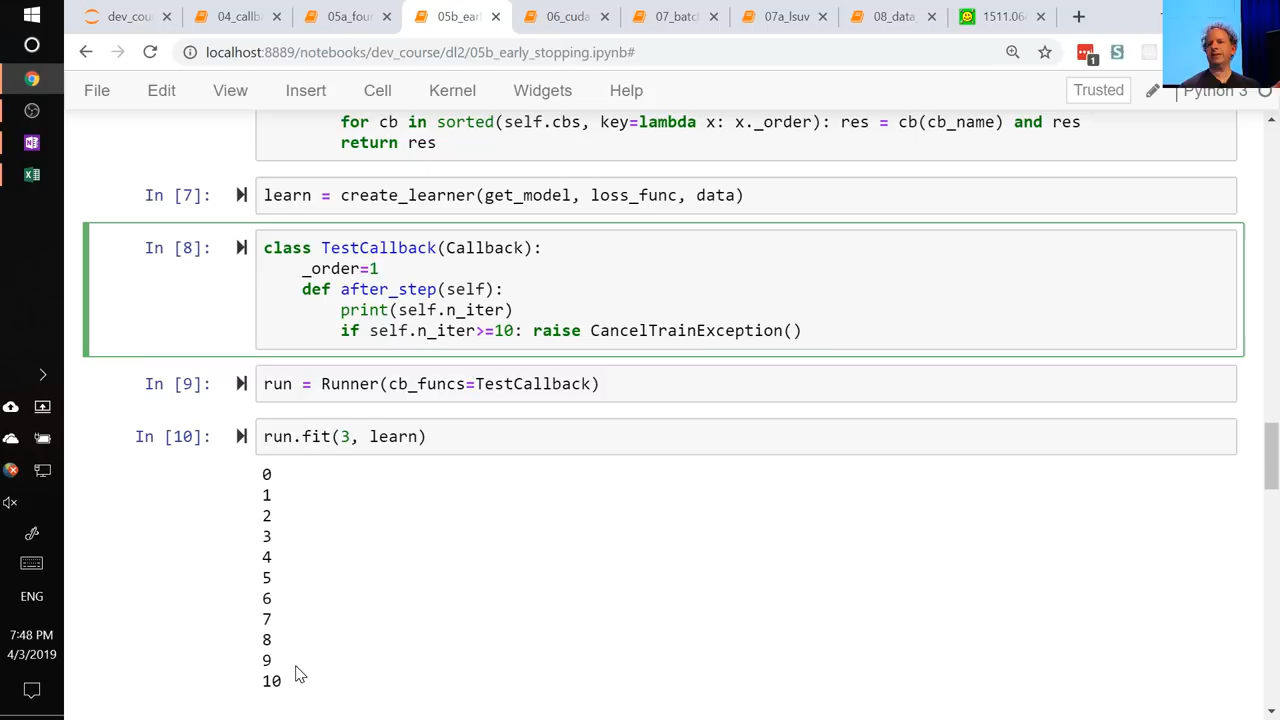 dev_cou
04_callb
05a_fou
05b_earl
06_cuda
07_batch
07a_lsuv
08_data_
1511.06
localhost:8889/notebooks/dev_course/dl2/05b_early_stopping.ipynb#
1
File Edit View Insert Cell Kernel Widgets Help
Trusted
Python 3
for cb in sorted(self.cbs, key=lambda x: x._order): res = cb(cb_name) and res
return res
In [7]:
learn = create_learner(get_model, loss_func, data)
In [8]:
class TestCallback(Callback):
_order=1
def after_step(self):
print(self.n_iter)
if self.n_iter>=10: raise CancelTrainException()
In [9]:
run = Runner(cb_funcs=TestCallback)
In [10]:
run.fit(3, learn)
0
1
2
3
4
5
6
7
8
9
10
ENG
7:48 PM
4/3/2019